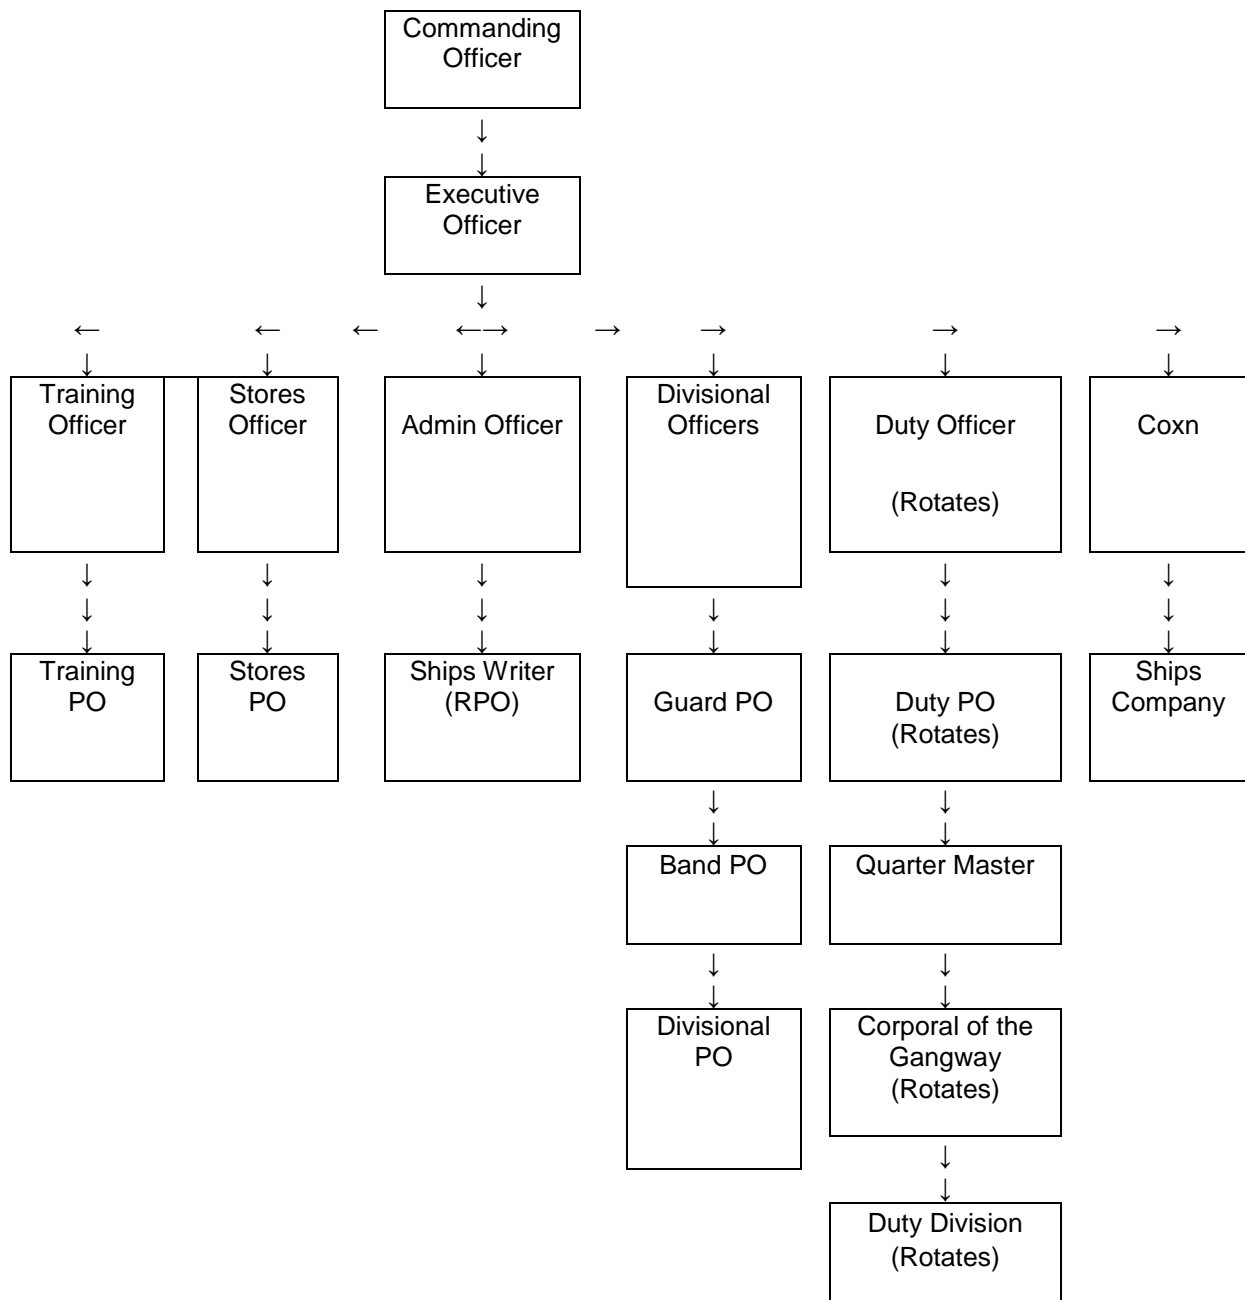 Commanding
Officer
↓
↓
Executive
Officer
↓
← ← ← ←→ → → → →
↓ ↓ ↓ ↓ ↓ ↓
Training
Officer
Stores
Officer
Admin Officer
Divisional
Officers
Duty Officer
(Rotates)
Coxn
↓ ↓ ↓ ↓ ↓
↓ ↓ ↓ ↓ ↓ ↓
↓ ↓ ↓ ↓ ↓ ↓
Training
PO
Stores
PO
Ships Writer
(RPO)
Guard PO
Duty PO
(Rotates)
Ships
Company
↓ ↓
↓ ↓
Band PO
Quarter Master
↓ ↓
↓ ↓
Divisional
PO
Corporal of the
Gangway
(Rotates)
↓
↓
Duty Division
(Rotates)